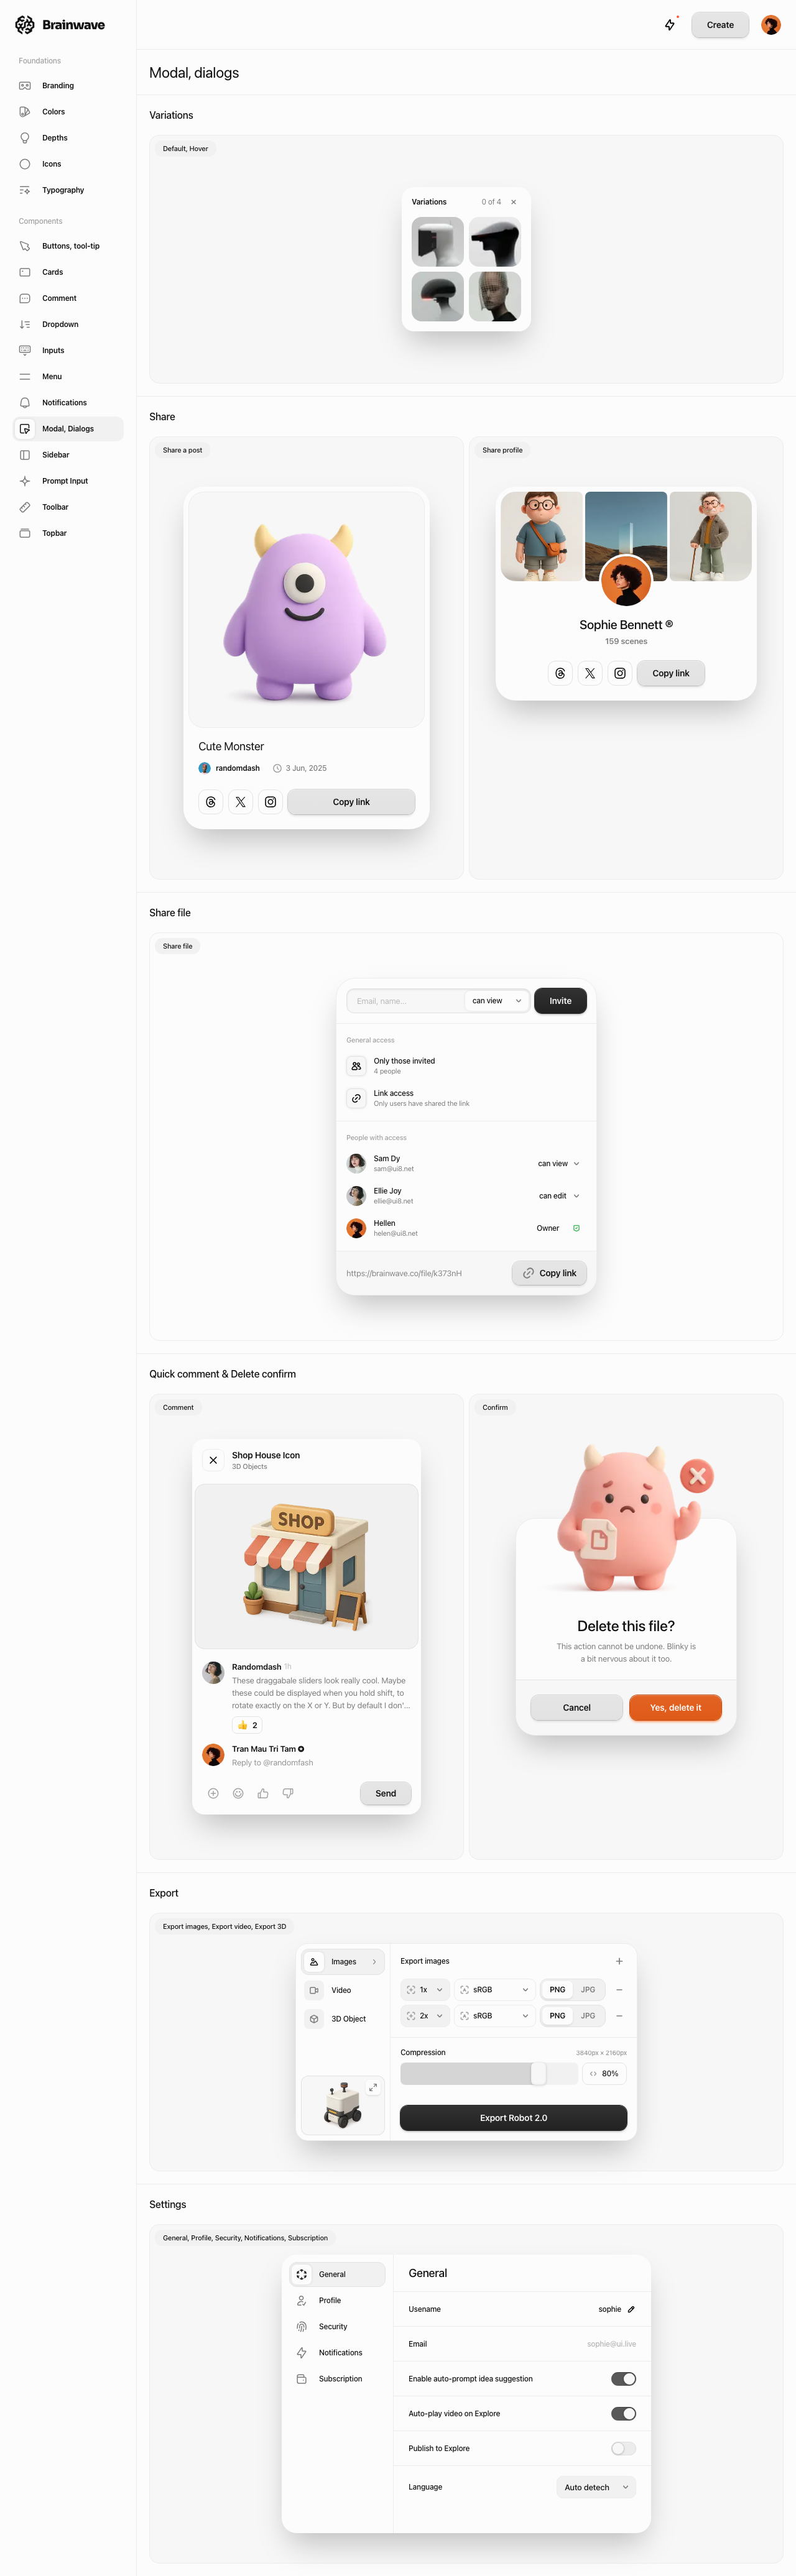 Brainwave
Create
Foundations
Branding
Colors
Depths
Icons
Typography
Components
Buttons, tool-tip
Cards
Comment
Dropdown
Inputs
Menu
Notifications
Modal, Dialogs
Sidebar
Prompt Input
Toolbar
Topbar
Modal, dialogs
Variations
Default, Hover
Variations 0 of 4
Share
Share a post
Cute Monster
randomdash 3 Jun, 2025
Copy link
Share profile
Sophie Bennett ®
159 scenes
Copy link
Share file
Share file
Email, name... can view Invite
General access
Only those invited
4 people
Link access
Only users have shared the link
People with access
Sam Dy
sam@ui8.net
can view
Ellie Joy
ellie@ui8.net
can edit
Hellen
helen@ui8.net
Owner
https://brainwave.co/file/k373nH Copy link
Quick comment & Delete confirm
Comment
Shop House Icon
3D Objects
SHOP
Randomdash 1h
These draggabale sliders look really cool. Maybe
these could be displayed when you hold shift, to
rotate exactly on the X or Y. But by default I don'...
👍 2
Tran Mau Tri Tam
Reply to @randomfash
Send
Confirm
Delete this file?
This action cannot be undone. Blinky is
a bit nervous about it too.
Cancel Yes, delete it
Export
Export images, Export video, Export 3D
Images
Video
3D Object
Export images
1x sRGB PNG JPG
2x sRGB PNG JPG
Compression 3840px x 2160px
80%
Export Robot 2.0
Settings
General, Profile, Security, Notifications, Subscription
General
Profile
Security
Notifications
Subscription
General
Usename sophie
Email sophie@ui.live
Enable auto-prompt idea suggestion
Auto-play video on Explore
Publish to Explore
Language Auto detech